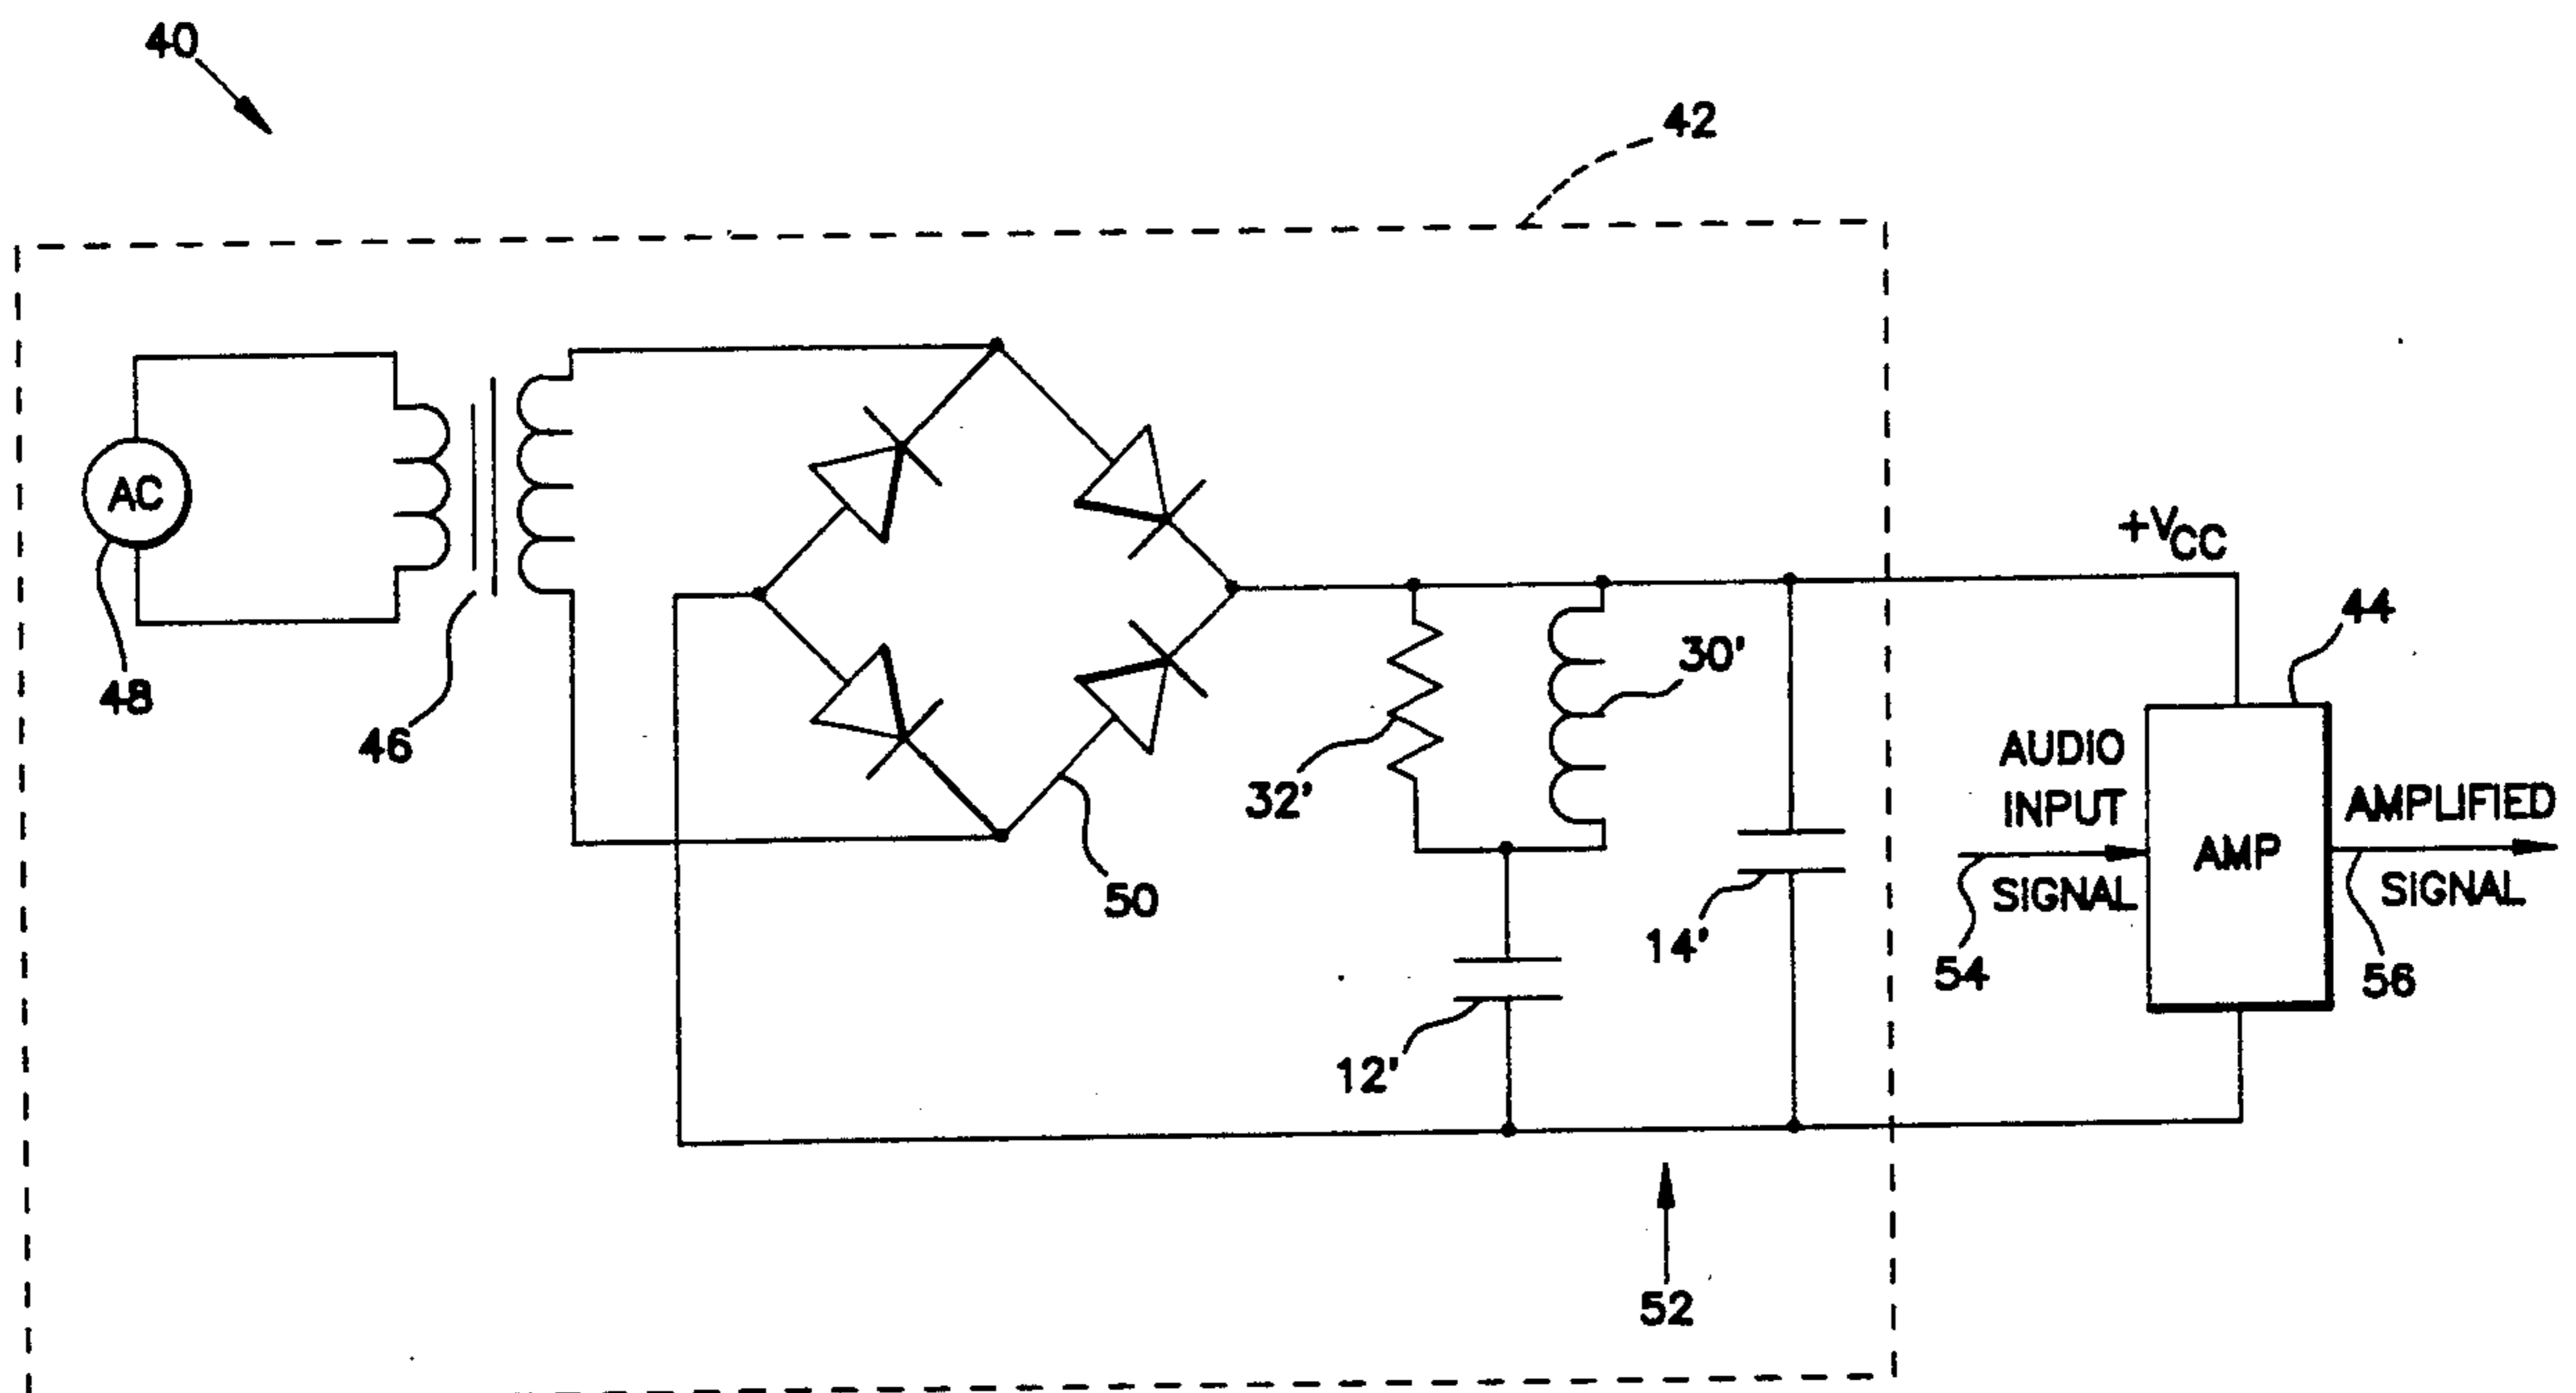 40
42
AC
48
46
50
32'
30'
12'
14'
52
+VCC
44
AUDIO
INPUT
SIGNAL
54
AMP
AMPLIFIED
SIGNAL
56